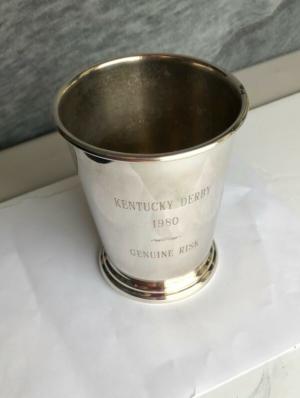 KENTUCKY DERBY
1980
GENUINE RISK